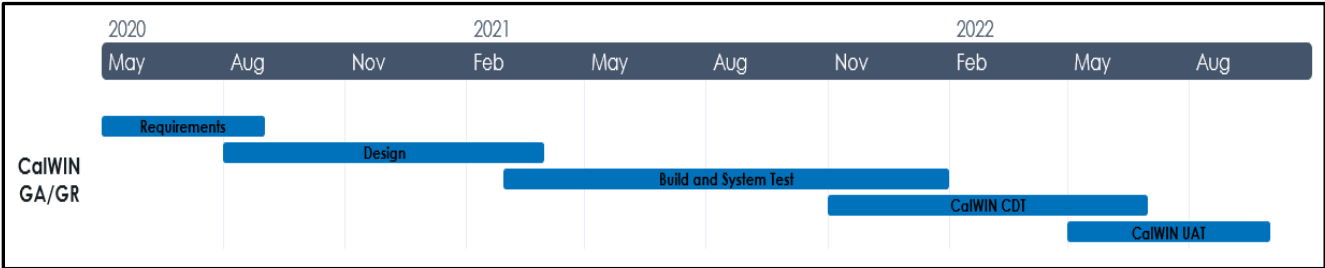 2020 2021 2022
May Aug Nov Feb May Aug Nov Feb May Aug
Requirements
Design
CalWIN
GA/GR
Build and System Test
CalWIN CDT
CalWIN UAT